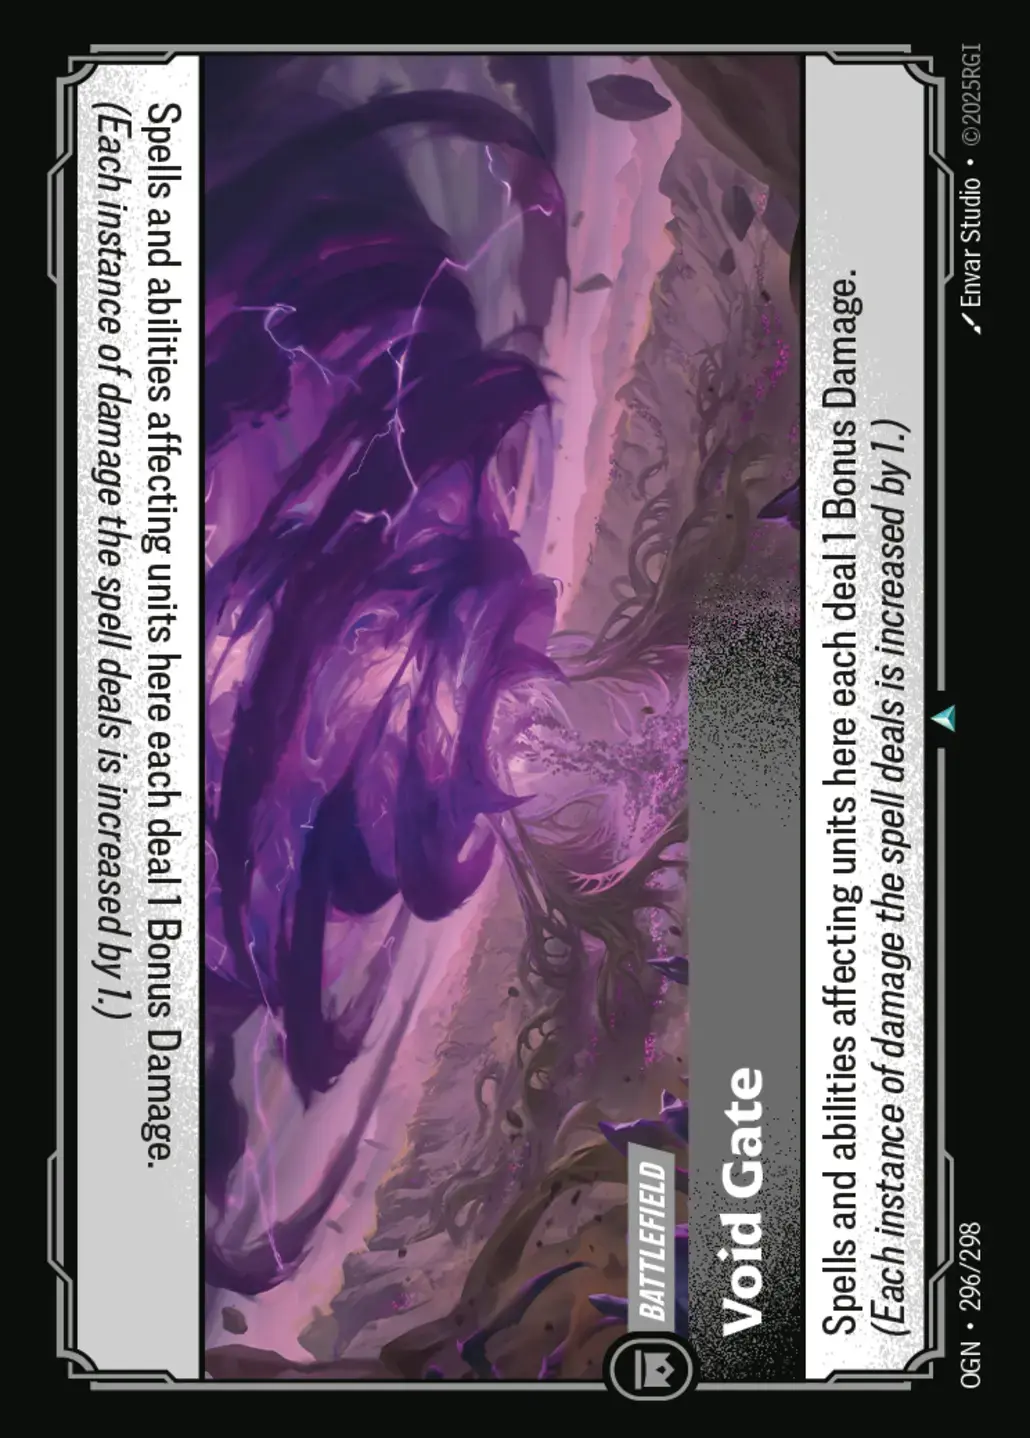 Spells and abilities affecting units here each deal 1 Bonus Damage.
(Each instance of damage the spell deals is increased by 1.)
BATTLEFIELD
Void Gate
Spells and abilities affecting units here each deal 1 Bonus Damage.
(Each instance of damage the spell deals is increased by 1.)
OGN • 296/298
Envar Studio • ©2025RGI